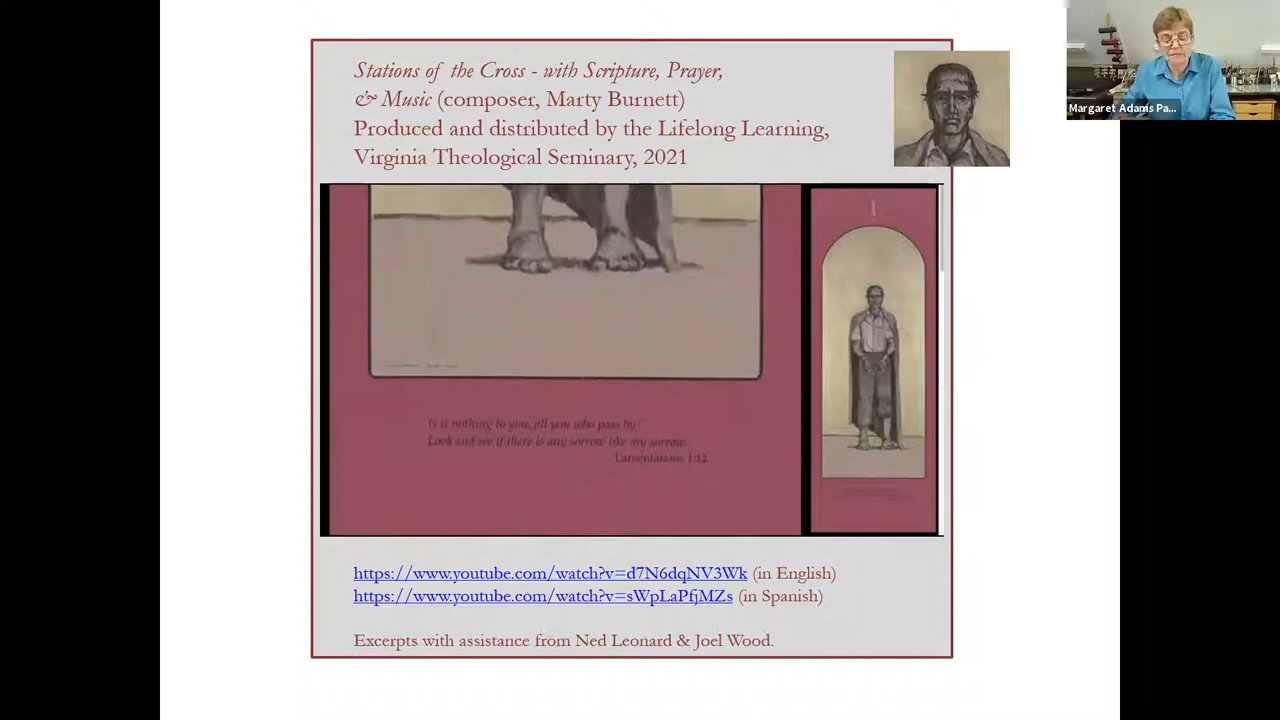 Stations of the Cross - with Scripture, Prayer,
& Music (composer, Marty Burnett)
Produced and distributed by the Lifelong Learning,
Virginia Theological Seminary, 2021
Margaret Adams Pa...
1
Is it nothing to you, all you who pass by?
Look and see if there is any sorrow like my sorrow.
Lamentations 1:12
https://www.youtube.com/watch?v=d7N6dqNV3Wk (in English)
https://www.youtube.com/watch?v=sWpLaPfjMZs (in Spanish)
Excerpts with assistance from Ned Leonard & Joel Wood.